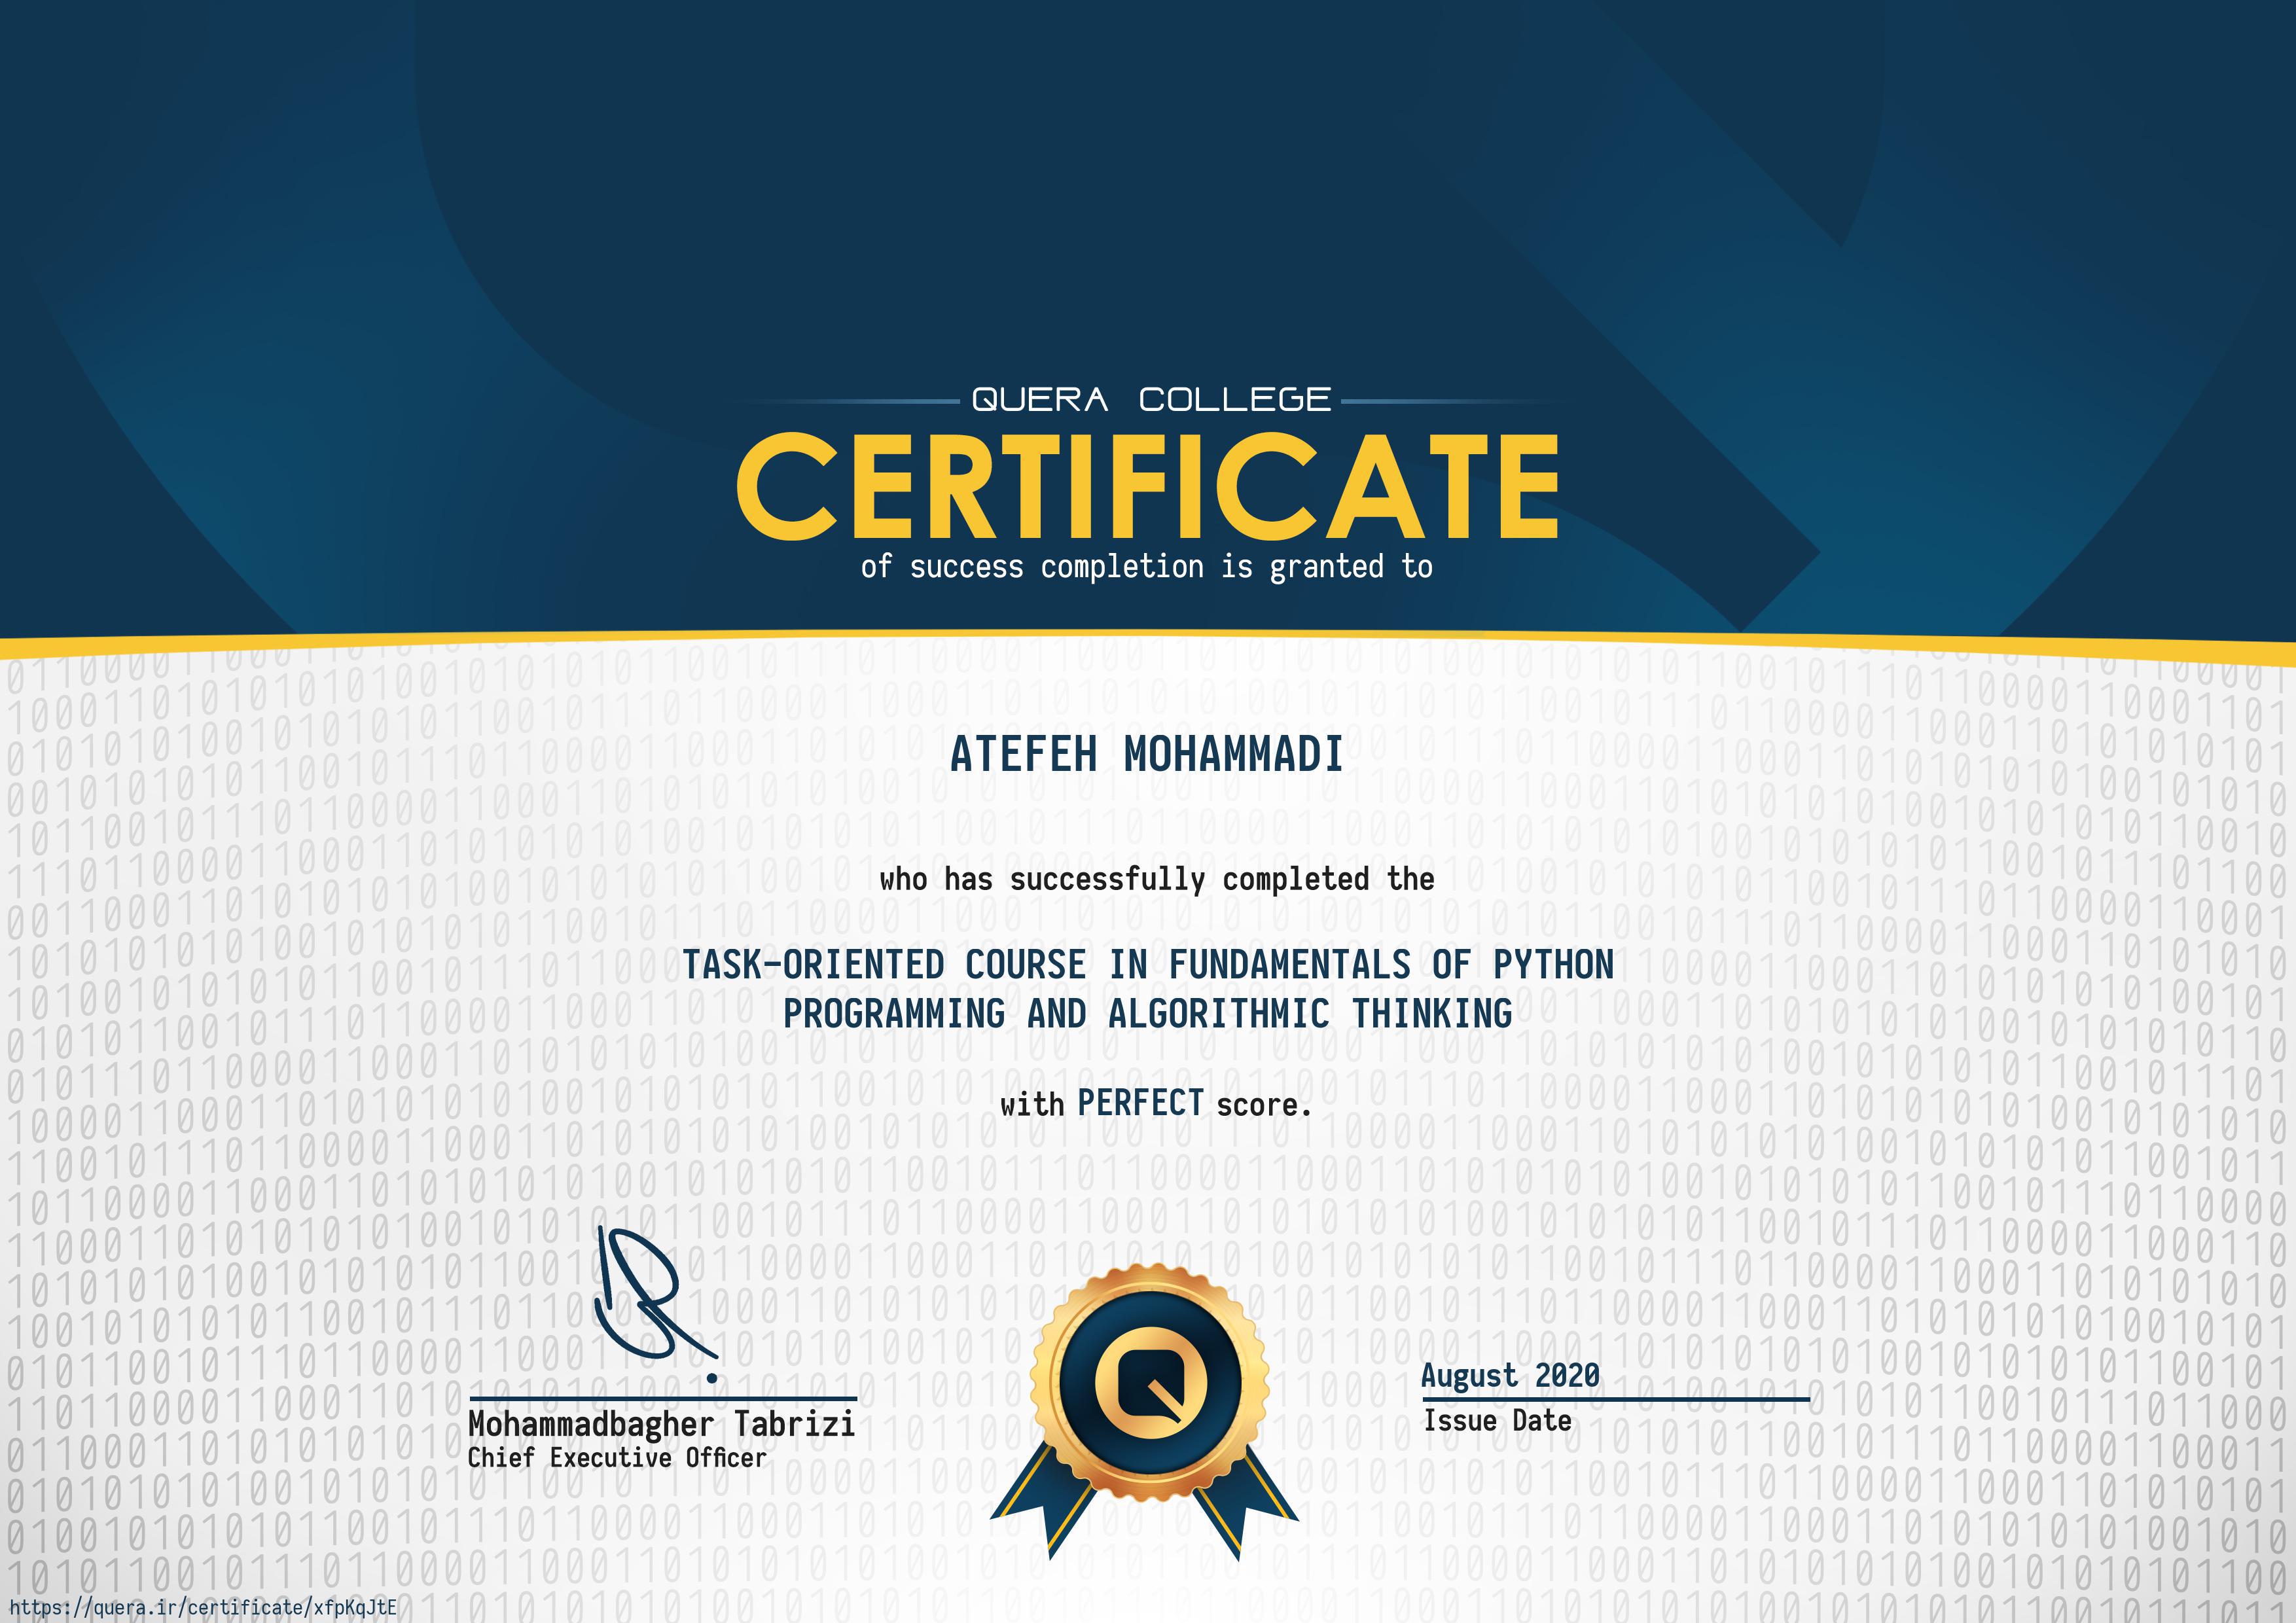 QUERA COLLEGE
CERTIFICATE
of success completion is granted to
ATEFEH MOHAMMADI
who has successfully completed the
TASK-ORIENTED COURSE IN FUNDAMENTALS OF PYTHON
PROGRAMMING AND ALGORITHMIC THINKING
with PERFECT score.
Mohammadbagher Tabrizi
Chief Executive Officer
August 2020
Issue Date
https://quera.ir/certificate/xfpKqJtE